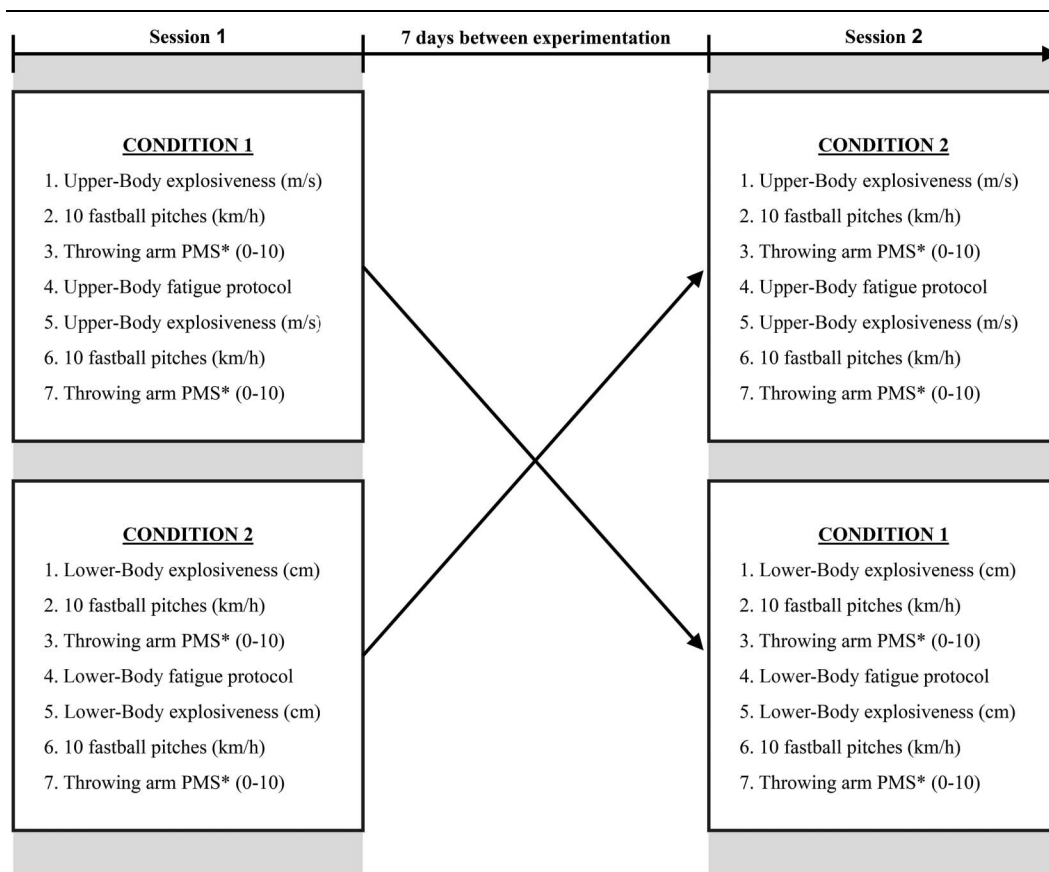 Session 1
7 days between experimentation
Session 2
CONDITION 1
1. Upper-Body explosiveness (m/s)
2. 10 fastball pitches (km/h)
3. Throwing arm PMS* (0-10)
4. Upper-Body fatigue protocol
5. Upper-Body explosiveness (m/s)
6. 10 fastball pitches (km/h)
7. Throwing arm PMS* (0-10)
CONDITION 2
1. Upper-Body explosiveness (m/s)
2. 10 fastball pitches (km/h)
3. Throwing arm PMS* (0-10)
4. Upper-Body fatigue protocol
5. Upper-Body explosiveness (m/s)
6. 10 fastball pitches (km/h)
7. Throwing arm PMS* (0-10)
CONDITION 2
1. Lower-Body explosiveness (cm)
2. 10 fastball pitches (km/h)
3. Throwing arm PMS* (0-10)
4. Lower-Body fatigue protocol
5. Lower-Body explosiveness (cm)
6. 10 fastball pitches (km/h)
7. Throwing arm PMS* (0-10)
CONDITION 1
1. Lower-Body explosiveness (cm)
2. 10 fastball pitches (km/h)
3. Throwing arm PMS* (0-10)
4. Lower-Body fatigue protocol
5. Lower-Body explosiveness (cm)
6. 10 fastball pitches (km/h)
7. Throwing arm PMS* (0-10)